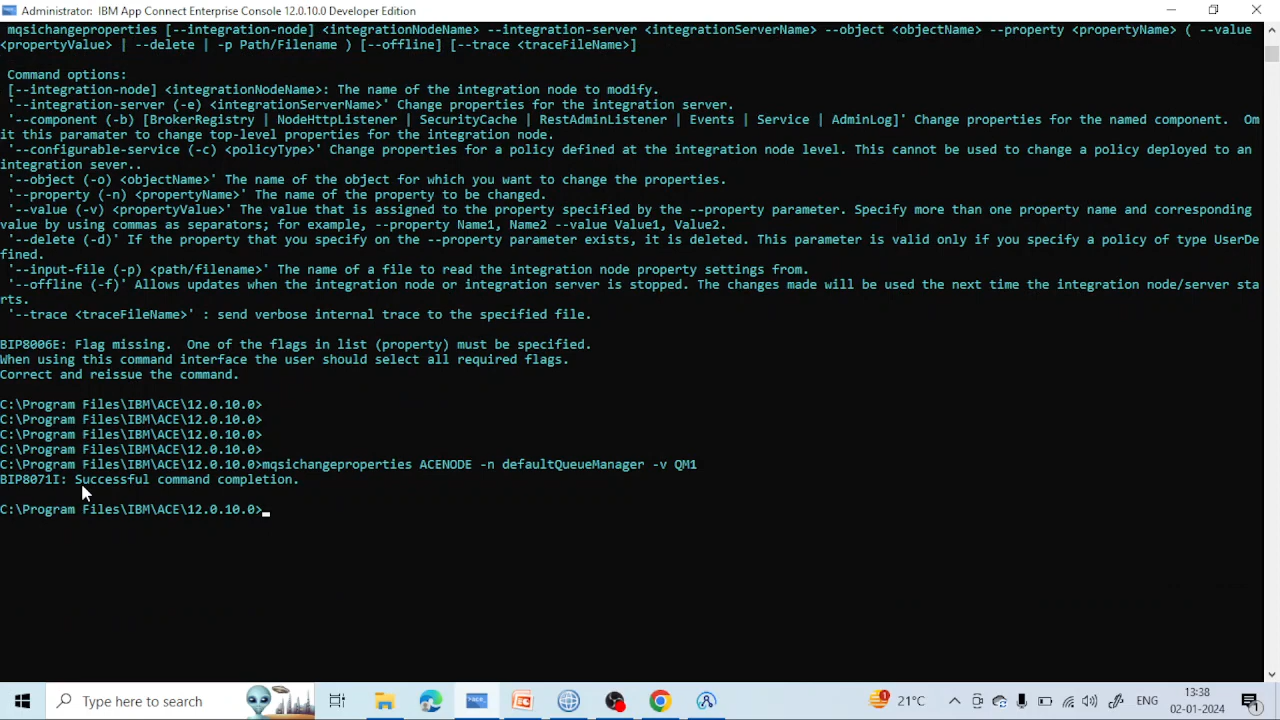 Administrator: IBM App Connect Enterprise Console 12.0.10.0 Developer Edition
mqsichangeproperties [--integration-node] <integrationNodeName> --integration-server <integrationServerName> --object <objectName> --property <propertyName> ( --value
<propertyValue> | --delete | -p Path/Filename ) [--offline] [--trace <traceFileName>]
Command options:
[--integration-node] <integrationNodeName>: The name of the integration node to modify.
'--integration-server (-e) <integrationServerName>' Change properties for the integration server.
'--component (-b) [BrokerRegistry | NodeHttpListener | SecurityCache | RestAdminListener | Events | Service | AdminLog]' Change properties for the named component.  Om
it this paramater to change top-level properties for the integration node.
'--configurable-service (-c) <policyType>' Change properties for a policy defined at the integration node level. This cannot be used to change a policy deployed to an
integration sever..
'--object (-o) <objectName>' The name of the object for which you want to change the properties.
'--property (-n) <propertyName>' The name of the property to be changed.
'--value (-v) <propertyValue>' The value that is assigned to the property specified by the --property parameter. Specify more than one property name and corresponding
value by using commas as separators; for example, --property Name1, Name2 --value Value1, Value2.
'--delete (-d)' If the property that you specify on the --property parameter exists, it is deleted. This parameter is valid only if you specify a policy of type UserDe
fined.
'--input-file (-p) <path/filename>' The name of a file to read the integration node property settings from.
'--offline (-f)' Allows updates when the integration node or integration server is stopped. The changes made will be used the next time the integration node/server sta
rts.
'--trace <traceFileName>' : send verbose internal trace to the specified file.
BIP8006E: Flag missing.  One of the flags in list (property) must be specified.
When using this command interface the user should select all required flags.
Correct and reissue the command.
C:\Program Files\IBM\ACE\12.0.10.0>
C:\Program Files\IBM\ACE\12.0.10.0>
C:\Program Files\IBM\ACE\12.0.10.0>
C:\Program Files\IBM\ACE\12.0.10.0>
C:\Program Files\IBM\ACE\12.0.10.0>mqsichangeproperties ACENODE -n defaultQueueManager -v QM1
BIP8071I: Successful command completion.
C:\Program Files\IBM\ACE\12.0.10.0>
Type here to search
21°C
ENG
13:38
02-01-2024